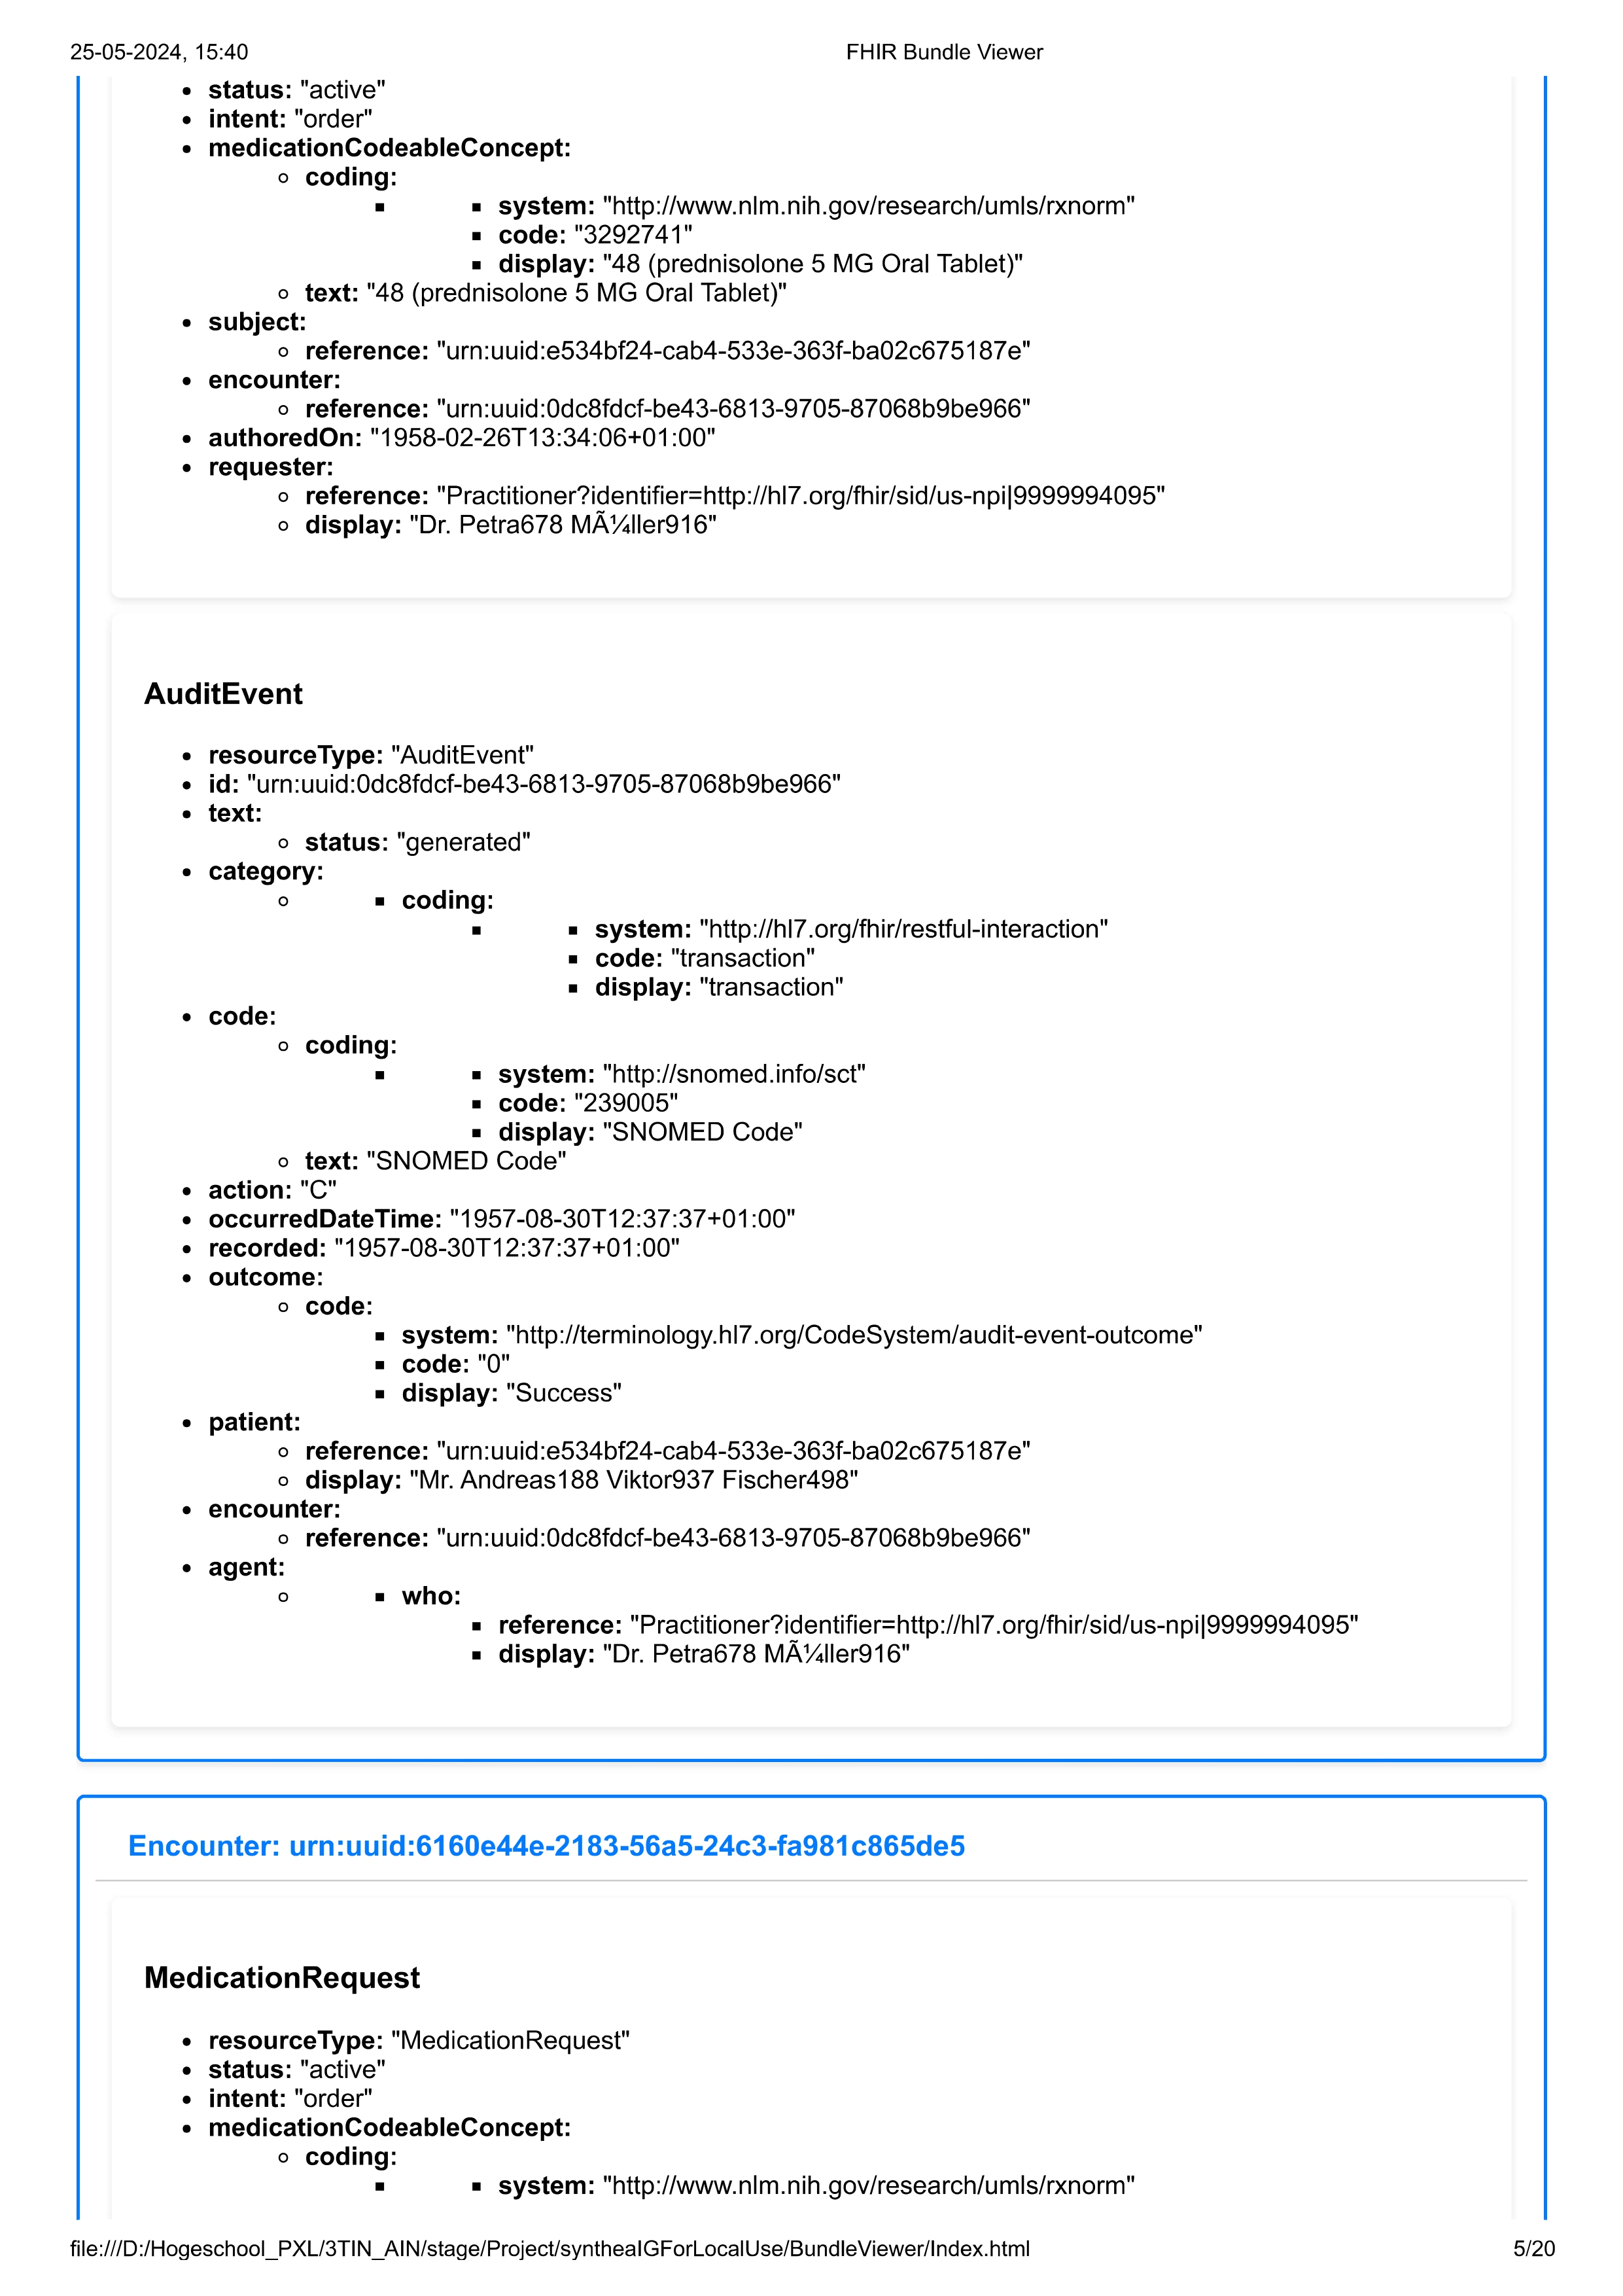 25-05-2024, 15:40 FHIR Bundle Viewer
status: "active"
intent: "order"
medicationCodeableConcept:
coding:
system: "http://www.nlm.nih.gov/research/umls/rxnorm"
code: "3292741"
display: "48 (prednisolone 5 MG Oral Tablet)"
text: "48 (prednisolone 5 MG Oral Tablet)"
subject:
reference: "urn:uuid:e534bf24-cab4-533e-363f-ba02c675187e"
encounter:
reference: "urn:uuid:0dc8fdcf-be43-6813-9705-87068b9be966"
authoredOn: "1958-02-26T13:34:06+01:00"
requester:
reference: "Practitioner?identifier=http://hl7.org/fhir/sid/us-npi|9999994095"
display: "Dr. Petra678 MÃ¼ller916"
AuditEvent
resourceType: "AuditEvent"
id: "urn:uuid:0dc8fdcf-be43-6813-9705-87068b9be966"
text:
status: "generated"
category:
coding:
system: "http://hl7.org/fhir/restful-interaction"
code: "transaction"
display: "transaction"
code:
coding:
system: "http://snomed.info/sct"
code: "239005"
display: "SNOMED Code"
text: "SNOMED Code"
action: "C"
occurredDateTime: "1957-08-30T12:37:37+01:00"
recorded: "1957-08-30T12:37:37+01:00"
outcome:
code:
system: "http://terminology.hl7.org/CodeSystem/audit-event-outcome"
code: "0"
display: "Success"
patient:
reference: "urn:uuid:e534bf24-cab4-533e-363f-ba02c675187e"
display: "Mr. Andreas188 Viktor937 Fischer498"
encounter:
reference: "urn:uuid:0dc8fdcf-be43-6813-9705-87068b9be966"
agent:
who:
reference: "Practitioner?identifier=http://hl7.org/fhir/sid/us-npi|9999994095"
display: "Dr. Petra678 MÃ¼ller916"
Encounter: urn:uuid:6160e44e-2183-56a5-24c3-fa981c865de5
MedicationRequest
resourceType: "MedicationRequest"
status: "active"
intent: "order"
medicationCodeableConcept:
coding:
system: "http://www.nlm.nih.gov/research/umls/rxnorm"
file:///D:/Hogeschool_PXL/3TIN_AIN/stage/Project/syntheaIGForLocalUse/BundleViewer/Index.html 5/20